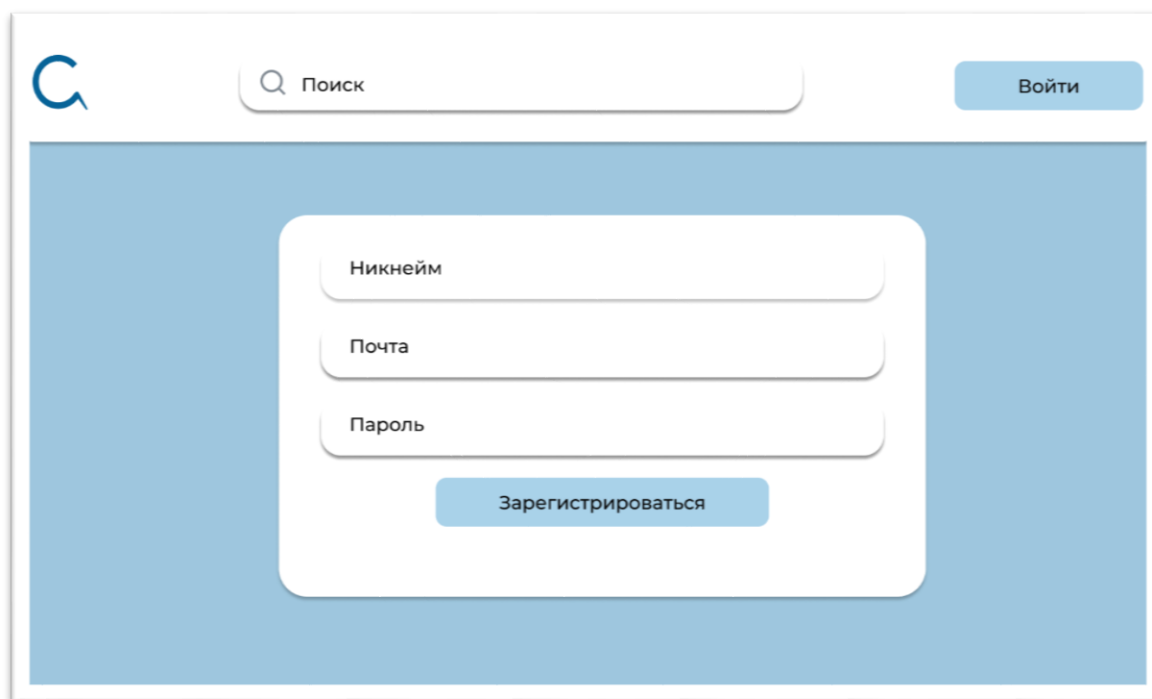 Поиск
Войти
Никнейм
Почта
Пароль
Зарегистрироваться